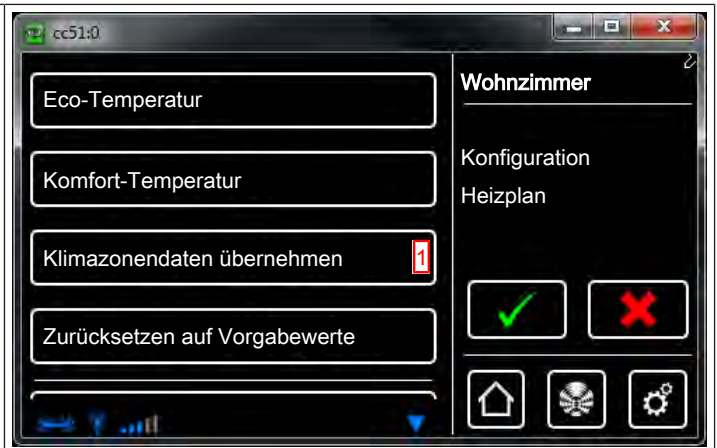 cc51:0
Eco-Temperatur
Komfort-Temperatur
Klimazonendaten übernehmen 1
Zurücksetzen auf Vorgabewerte
Wohnzimmer
Konfiguration
Heizplan